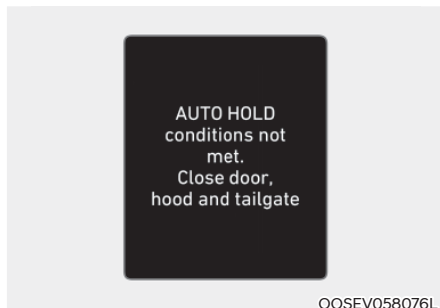 AUTO HOLD
conditions not
met.
Close door,
hood and tailgate
OOSEV058076L